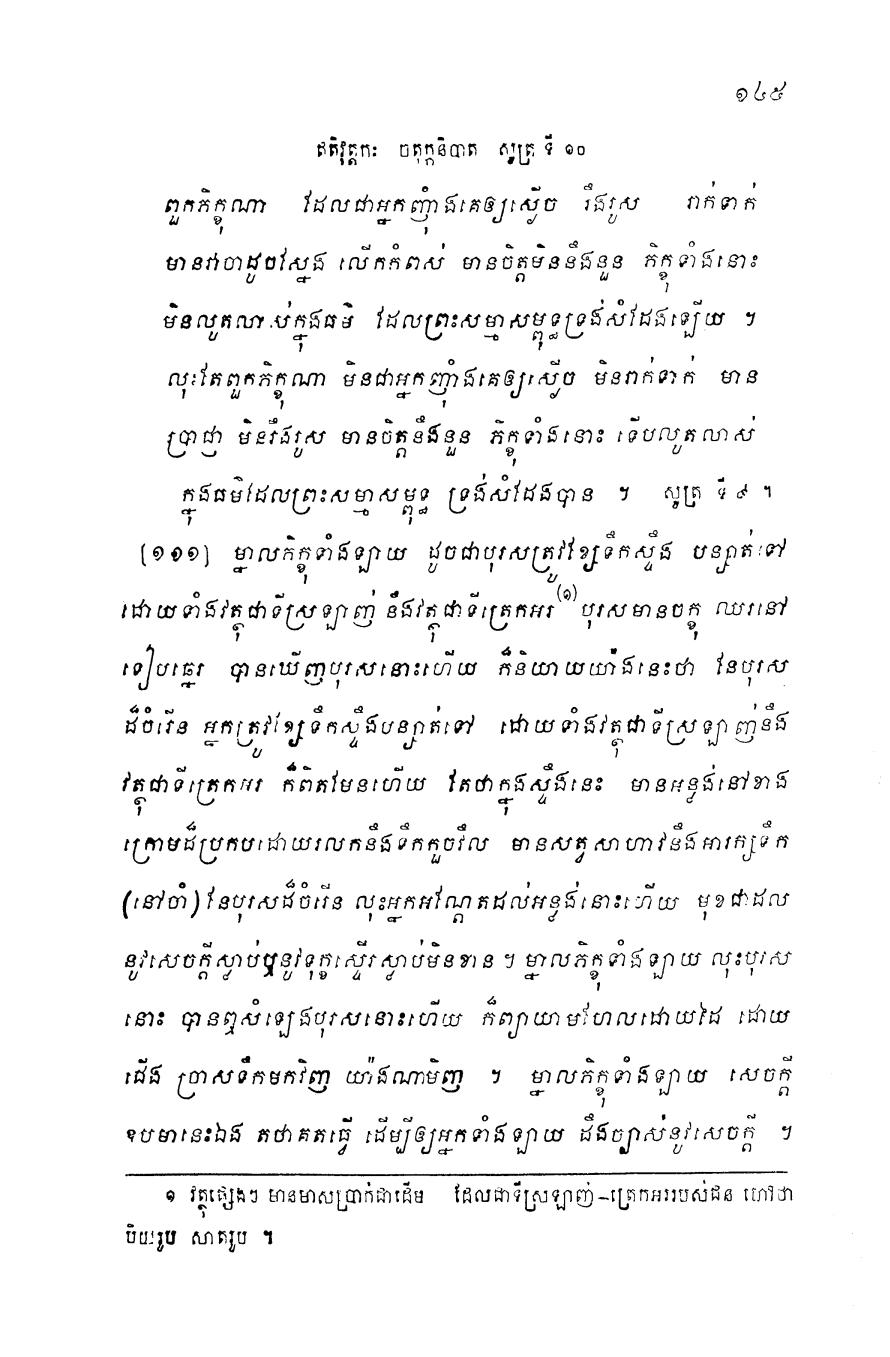 ១៤៥
ឥតិវុត្តកៈ ចតុក្កនិបាត សូត្រ ទី ១០
ពួកភិក្ខុណា ដែលជាអ្នកញ៉ាំងគេឲ្យស្លើច រឹងរូស រាក់ទាក់
មានវាចាដូចស្នែង លើកកំពស់ មានចិត្តមិននឹងនួន ភិក្ខុទាំងនោះ
មិនលូតលាស់ក្នុងធម៌ ដែលព្រះសម្មាសម្ពុទ្ធទ្រង់សំដែងឡើយ ។
លុះតែពួកភិក្ខុណា មិនជាអ្នកញ៉ាំងគេឲ្យស្លើច មិនរាក់ទាក់ មាន
ប្រាជ្ញា មិនរឹងរូស មានចិត្តនឹងនួន ភិក្ខុទាំងនោះ ទើបលូតលាស់
ក្នុងធម៌ដែលព្រះសម្មាសម្ពុទ្ធ ទ្រង់សំដែងបាន ។ សូត្រ ទី ៩ ។
[១១១] ម្នាលភិក្ខុទាំងឡាយ ដូចជាបុរសត្រូវខ្សែទឹកស្ទឹង បន្សាត់ទៅ
ដោយទាំងវត្ថុជាទីស្រឡាញ់ នឹងវត្ថុជាទីត្រេកអរ(១) បុរសមានចក្ខុ ឈរនៅ
ទៀបឆ្នេរ បានឃើញបុរសនោះហើយ ក៏និយាយយ៉ាងនេះថា នែបុរស
ដ៏ចំរើន អ្នកត្រូវខ្សែទឹកស្ទឹងបន្សាត់ទៅ ដោយទាំងវត្ថុជាទីស្រឡាញ់នឹង
វត្ថុជាទីត្រេកអរ ក៏ពិតមែនហើយ តែថាក្នុងស្ទឹងនេះ មានអន្លង់នៅខាង
ក្រោមដ៏ប្រកបដោយរលកនឹងទឹកកួចវឹល មានសត្វសាហាវនឹងអារក្សទឹក
(នៅចាំ) នែបុរសដ៏ចំរើន លុះអ្នកអណ្តែតដល់អន្លង់នោះហើយ មុខជាដល់
នូវសេចក្តីស្លាប់ឬនូវទុក្ខស្ទើរស្លាប់មិនខាន ។ ម្នាលភិក្ខុទាំងឡាយ លុះបុរស
នោះ បានឮសំឡេងបុរសនោះហើយ ក៏ព្យាយាមហែលដោយដៃ ដោយ
ជើង ច្រាសទឹកមកវិញ យ៉ាងណាមិញ ។ ម្នាលភិក្ខុទាំងឡាយ សេចក្តី
ឧបមានេះឯង តថាគតធ្វើ ដើម្បីឲ្យអ្នកទាំងឡាយ ដឹងច្បាស់នូវសេចក្តី ។
១ វត្ថុផ្សេងៗ មានមាសប្រាក់ជាដើម ដែលជាទីស្រឡាញ់–ត្រេកអររបស់ជន ហៅថា
បិយរូប សាតរូប ។